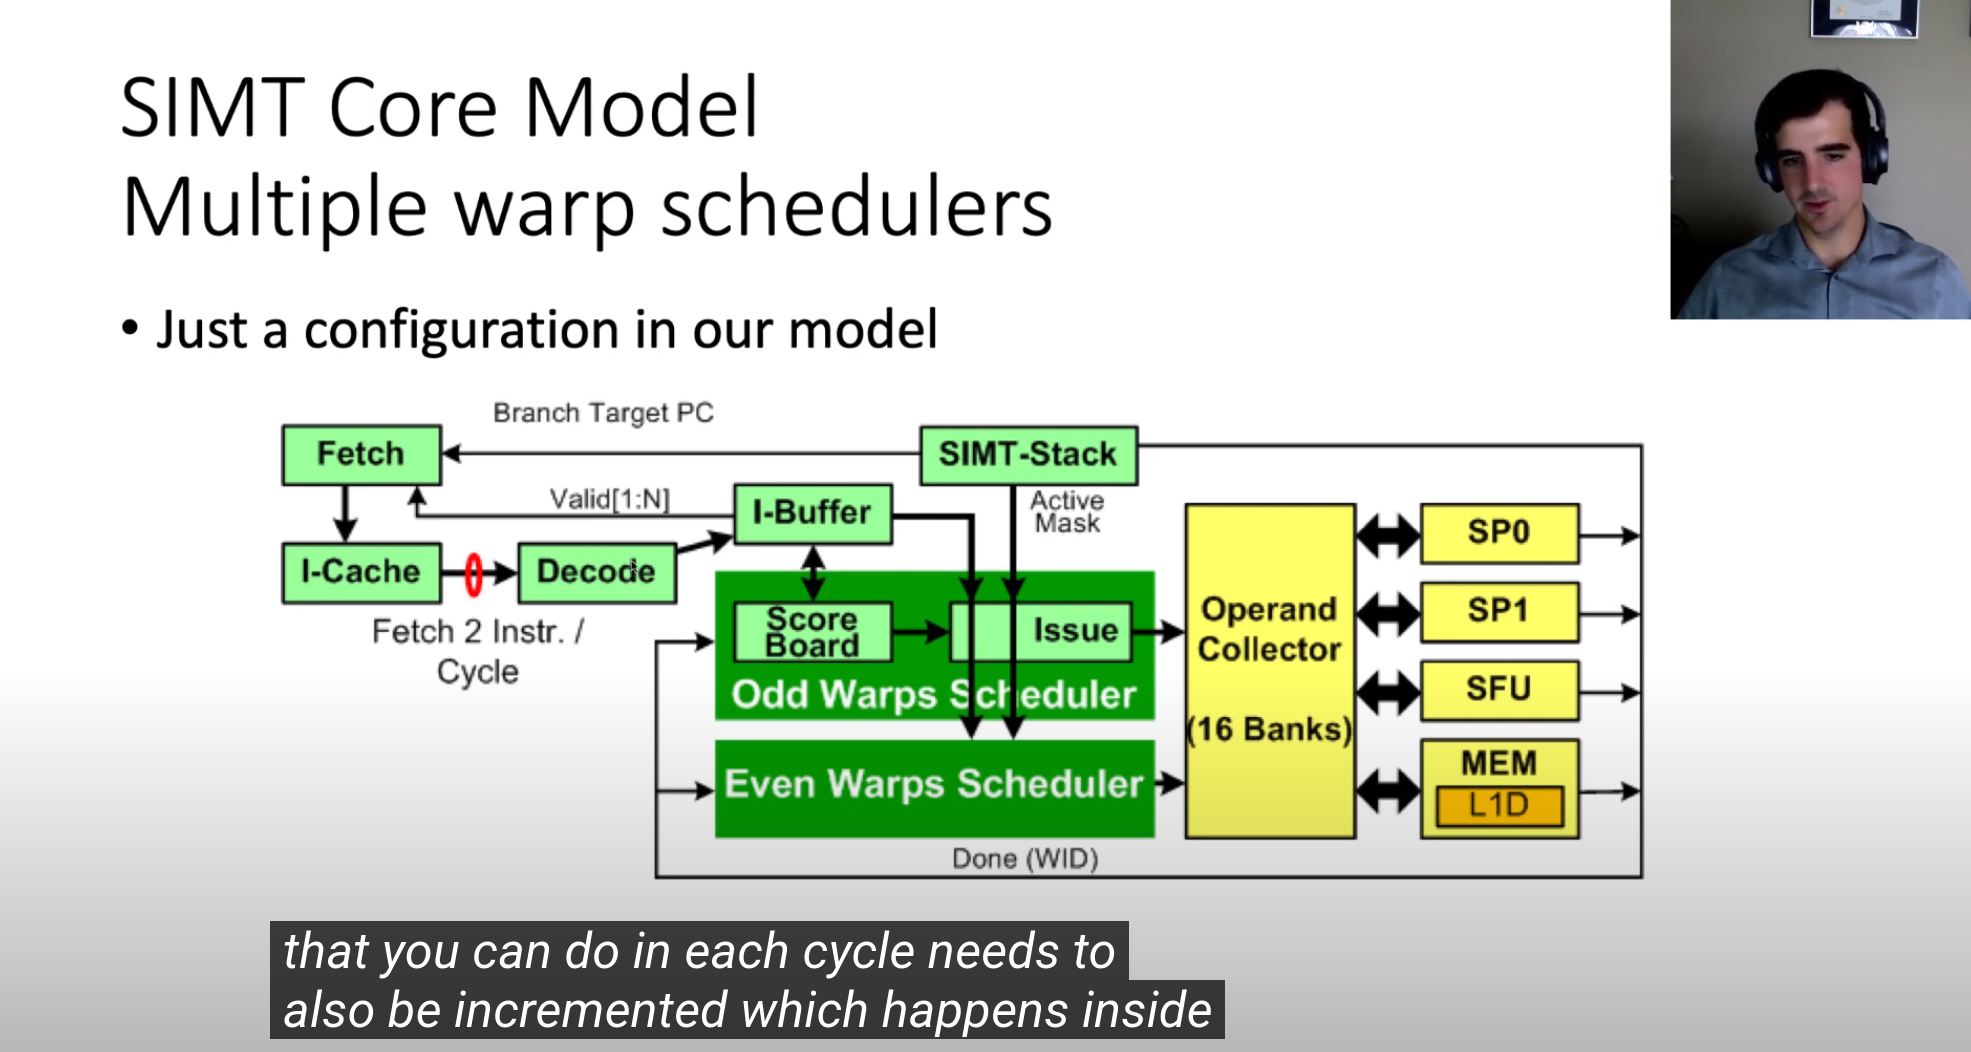 SIMT Core Model
Multiple warp schedulers
• Just a configuration in our model
Branch Target PC
Fetch
SIMT-Stack
Valid[1:N]
I-Buffer
Active
Mask
I-Cache
Decode
Fetch 2 Instr. /
Cycle
Score
Board
Issue
Odd Warps Scheduler
Even Warps Scheduler
Operand
Collector
(16 Banks)
SP0
SP1
SFU
MEM
L1D
Done (WID)
that you can do in each cycle needs to
also be incremented which happens inside